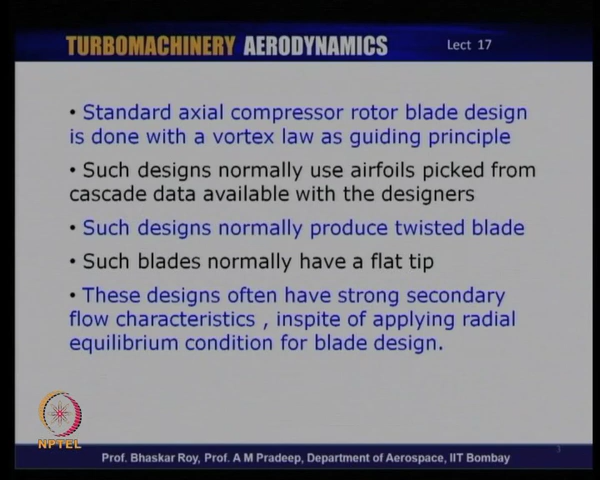 TURBOMACHINERY AERODYNAMICS
Lect 17
• Standard axial compressor rotor blade design
is done with a vortex law as guiding principle
• Such designs normally use airfoils picked from
cascade data available with the designers
• Such designs normally produce twisted blade
• Such blades normally have a flat tip
• These designs often have strong secondary
flow characteristics , inspite of applying radial
equilibrium condition for blade design.
NPTEL
3
Prof. Bhaskar Roy, Prof. A M Pradeep, Department of Aerospace, IIT Bombay